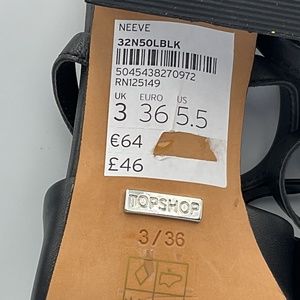 NEEVE
32N50LBLK
5045438270972
RN125149
UK EURO US
3 36 5.5
€64
£46
TOPSHOP
3/36